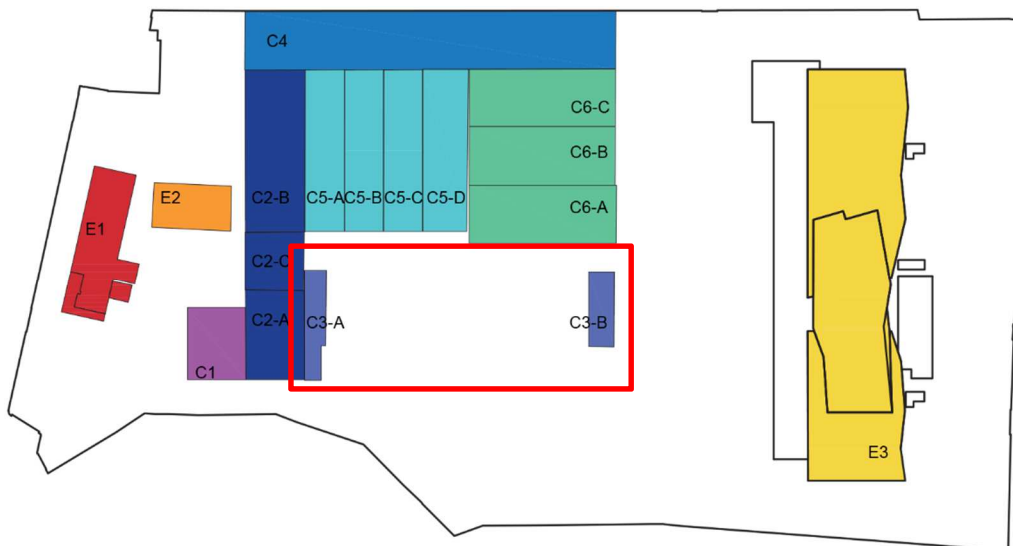 C4
C6-C
C6-B
E2
C2-B
C5-A
C5-B
C5-C
C5-D
C6-A
E1
C2-C
C2-A
C3-A
C3-B
C1
E3